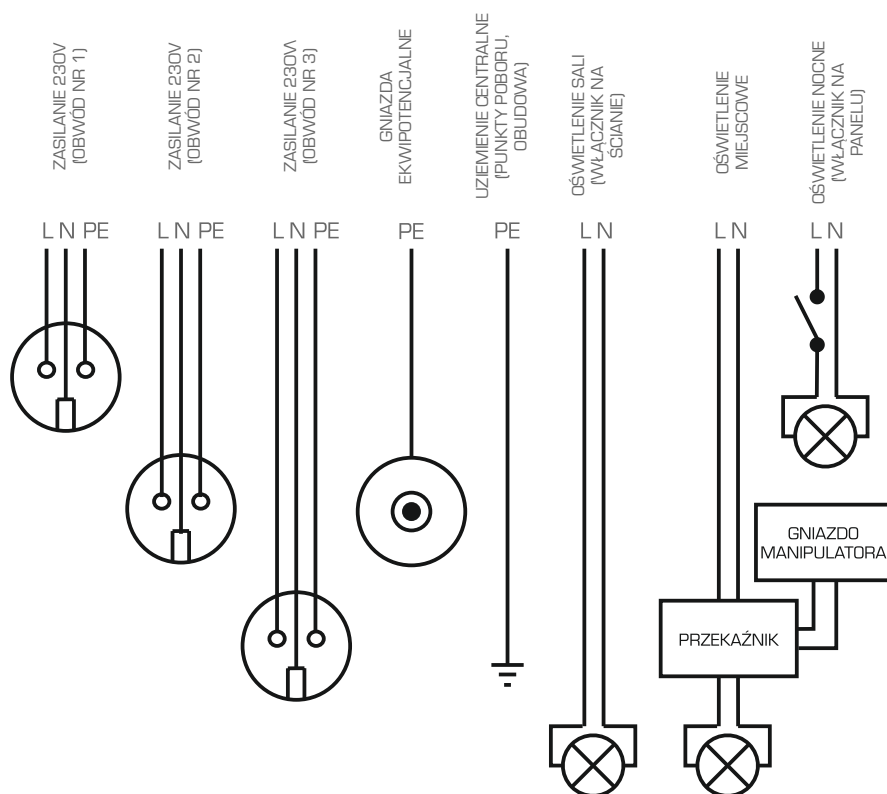 ZASILANIE 230V
(OBWÓD NR 1)
ZASILANIE 230V
(OBWÓD NR 2)
ZASILANIE 230V
(OBWÓD NR 3)
GNIAZDA
EKWIPOTENCJALNE
UZIEMIENIE CENTRALNE
(PUNKTY POBORU,
OBUDOWA)
OŚWIETLENIE SALI
(WŁĄCZNIK NA
ŚCIANIE)
OŚWIETLENIE
MIEJSCOWE
OŚWIETLENIE NOCNE
(WŁĄCZNIK NA
PANELU)
L N PE
L N PE
L N PE
PE
PE
L N
L N
L N
GNIAZDO
MANIPULATORA
PRZEKAŹNIK